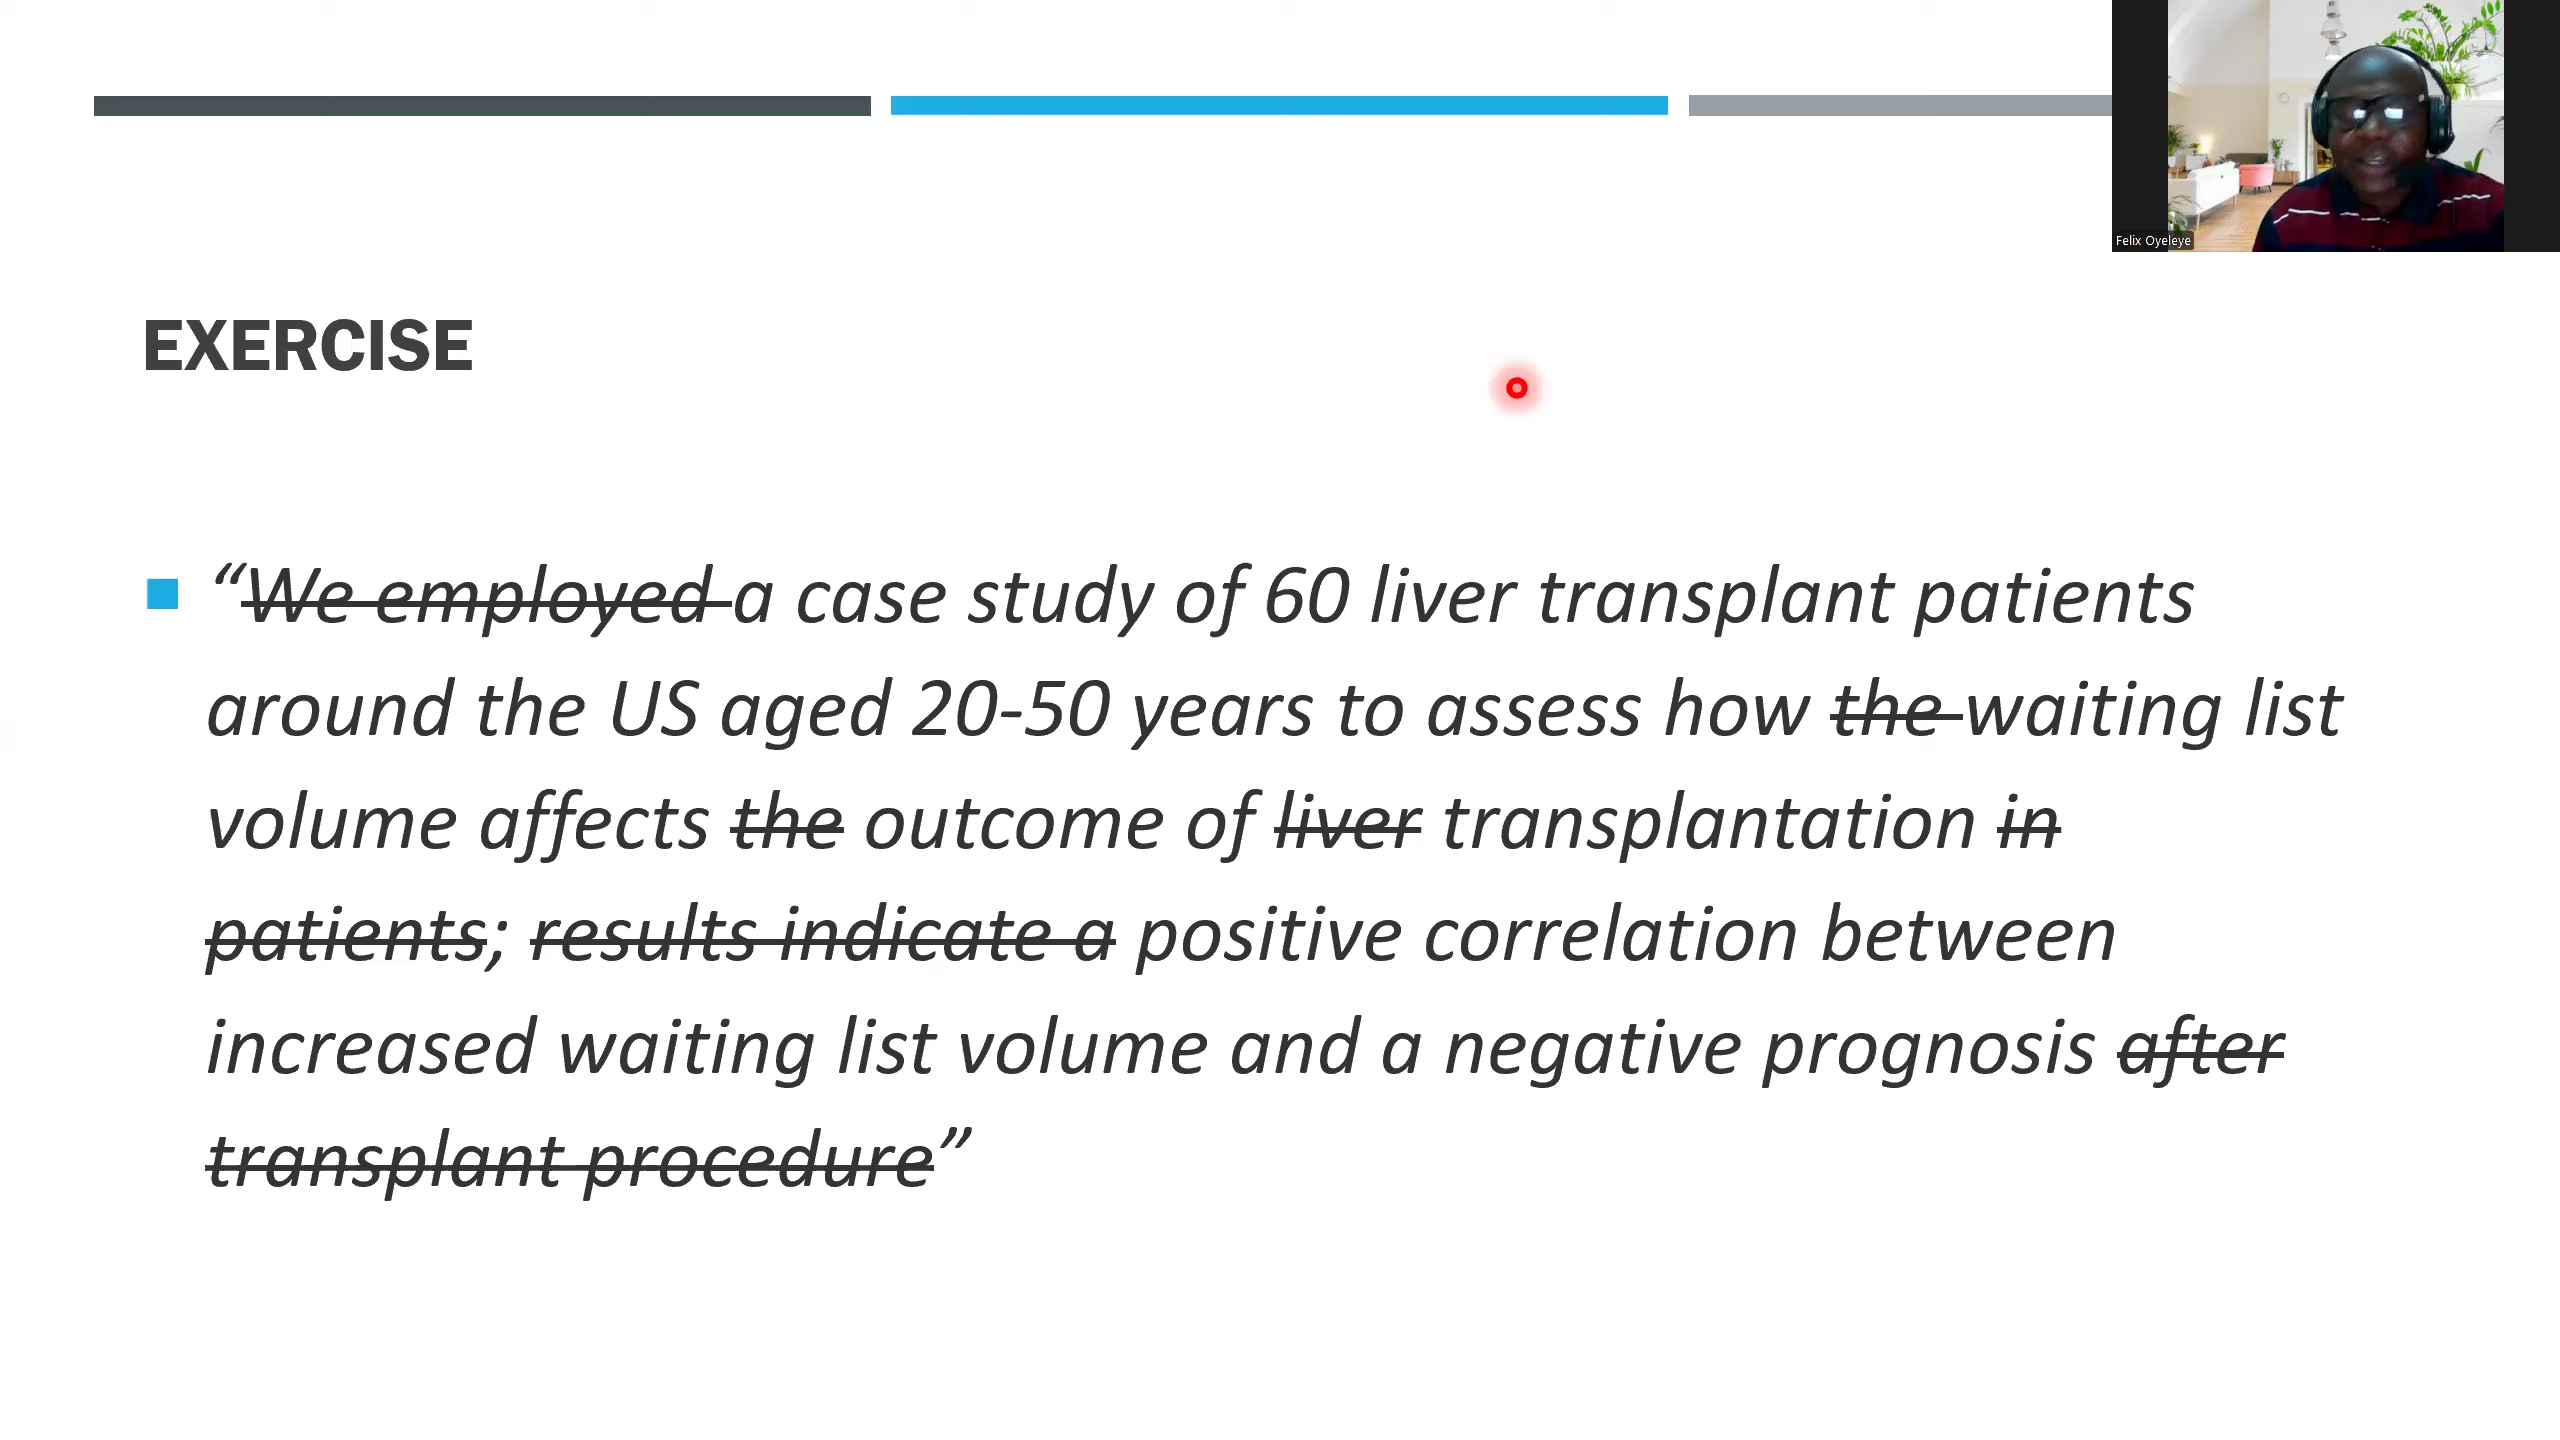 Felix Oyeleye
EXERCISE
“We employed a case study of 60 liver transplant patients
around the US aged 20-50 years to assess how the waiting list
volume affects the outcome of liver transplantation in
patients; results indicate a positive correlation between
increased waiting list volume and a negative prognosis after
transplant procedure”